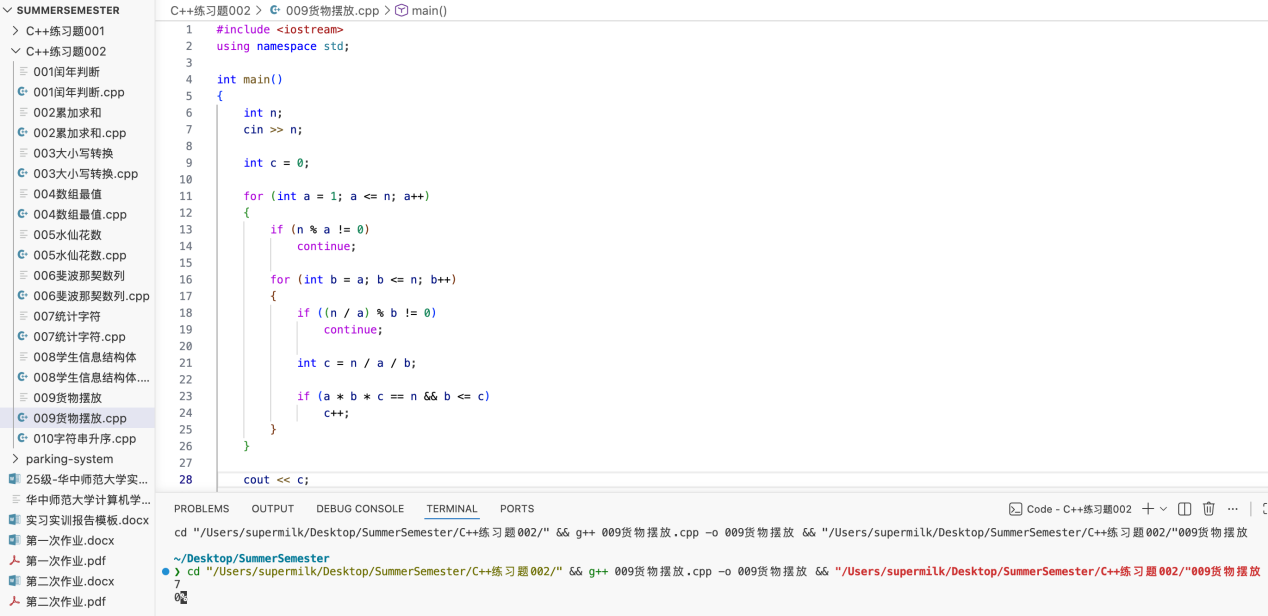 SUMMERSEMESTER
C++练习题001
C++练习题002
001闰年判断
001闰年判断.cpp
002累加求和
002累加求和.cpp
003大小写转换
003大小写转换.cpp
004数组最值
004数组最值.cpp
005水仙花数
005水仙花数.cpp
006斐波那契数列
006斐波那契数列.cpp
007统计字符
007统计字符.cpp
008学生信息结构体
008学生信息结构体....
009货物摆放
009货物摆放.cpp
010字符串升序.cpp
parking-system
25级-华中师范大学实...
华中师范大学计算机学...
实习实训报告模板.docx
第一次作业.docx
第一次作业.pdf
第二次作业.docx
第二次作业.pdf
C++练习题002 > 009货物摆放.cpp > main()
1 #include <iostream>
2 using namespace std;
3
4 int main()
5 {
6 int n;
7 cin >> n;
8
9 int c = 0;
10
11 for (int a = 1; a <= n; a++)
12 {
13 if (n % a != 0)
14 continue;
15
16 for (int b = a; b <= n; b++)
17 {
18 if ((n / a) % b != 0)
19 continue;
20
21 int c = n / a / b;
22
23 if (a * b * c == n && b <= c)
24 c++;
25 }
26 }
27
28 cout << c;
PROBLEMS OUTPUT DEBUG CONSOLE TERMINAL PORTS Code - C++练习题002
cd "/Users/supermilk/Desktop/SummerSemester/C++练习题002/" && g++ 009货物摆放.cpp -o 009货物摆放 && "/Users/supermilk/Desktop/SummerSemester/C++练习题002/"009货物摆放
~/Desktop/SummerSemester
❯ cd "/Users/supermilk/Desktop/SummerSemester/C++练习题002/" && g++ 009货物摆放.cpp -o 009货物摆放 && "/Users/supermilk/Desktop/SummerSemester/C++练习题002/"009货物摆放
7
0%